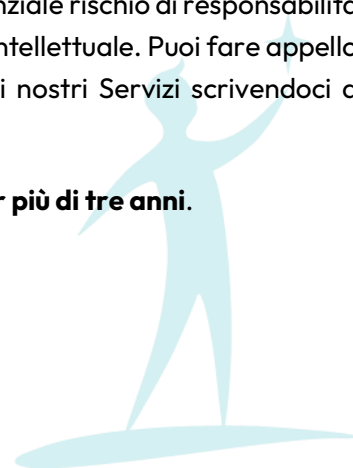 nziale rischio di responsabilità
ntellettuale. Puoi fare appello
i nostri Servizi scrivendoci
più di tre anni.